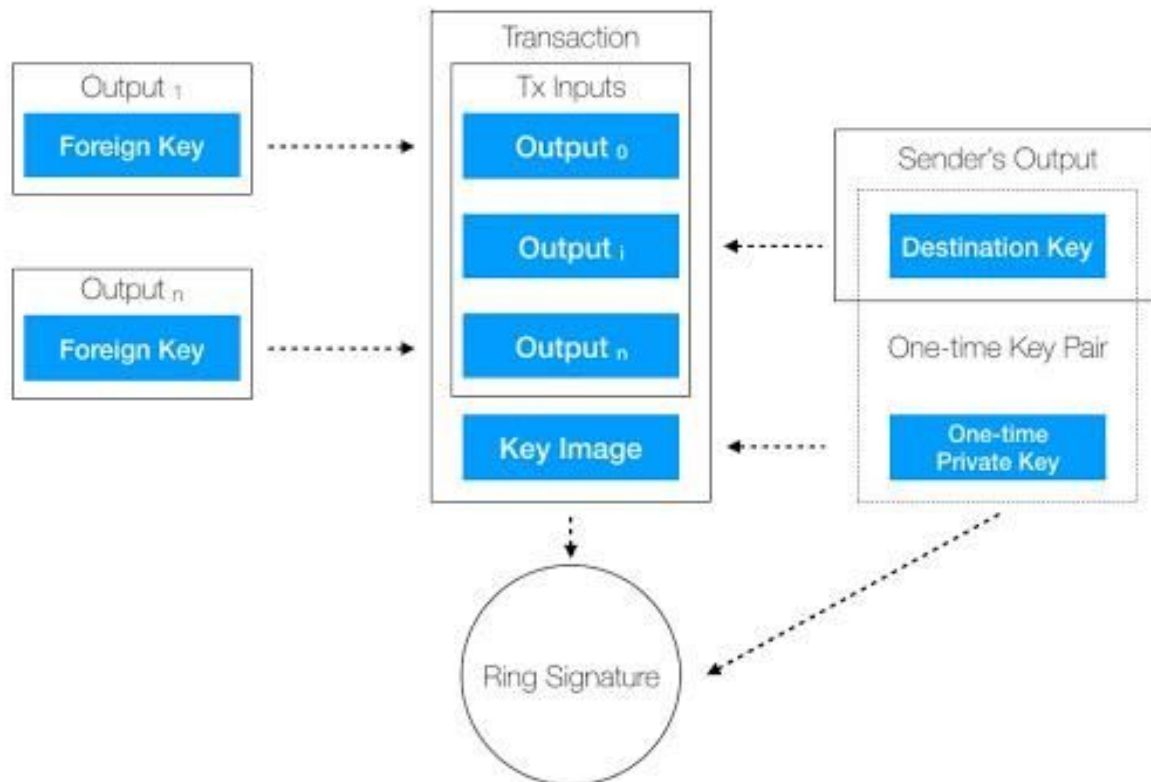 Transaction
Output 1
Foreign Key
Tx Inputs
Output 0
Sender's Output
Output i
Destination Key
Output n
Foreign Key
Output n
One-time Key Pair
Key Image
One-time
Private Key
Ring Signature